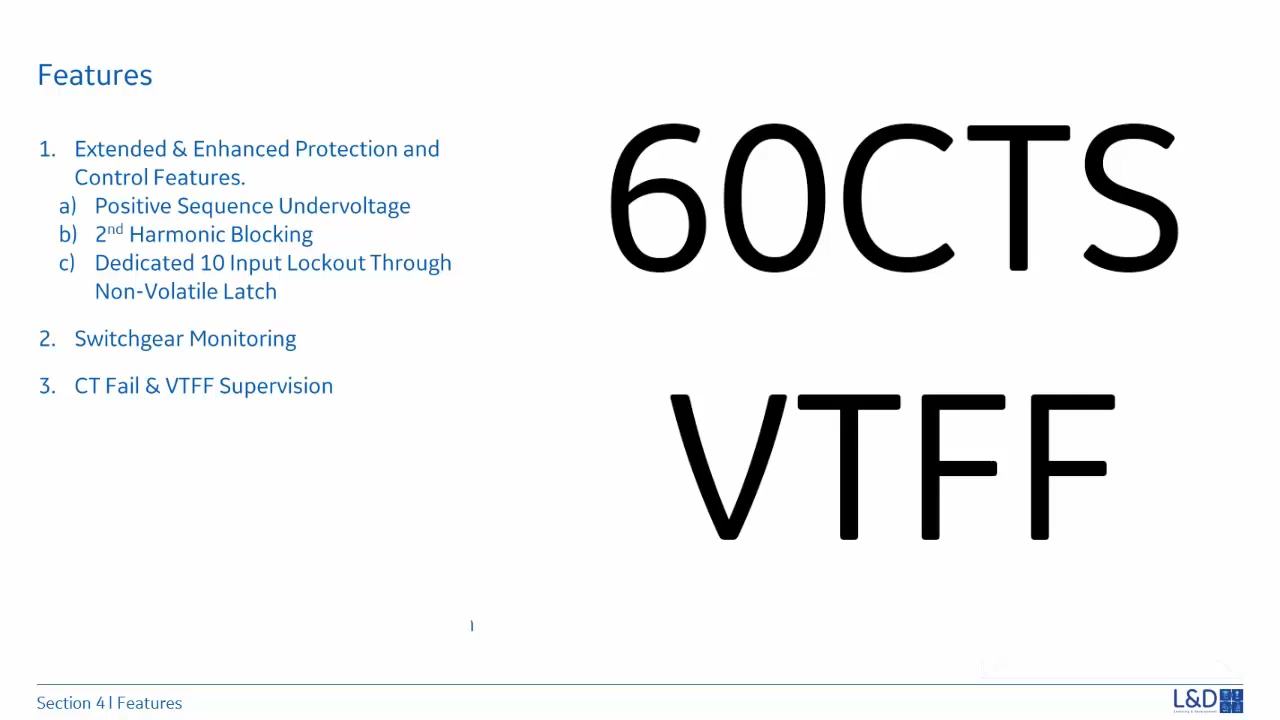 Features
1. Extended & Enhanced Protection and
Control Features.
a) Positive Sequence Undervoltage
b) 2nd Harmonic Blocking
c) Dedicated 10 Input Lockout Through
Non-Volatile Latch
2. Switchgear Monitoring
3. CT Fail & VTFF Supervision
60CTS
VTFF
Section 4 | Features
L&D